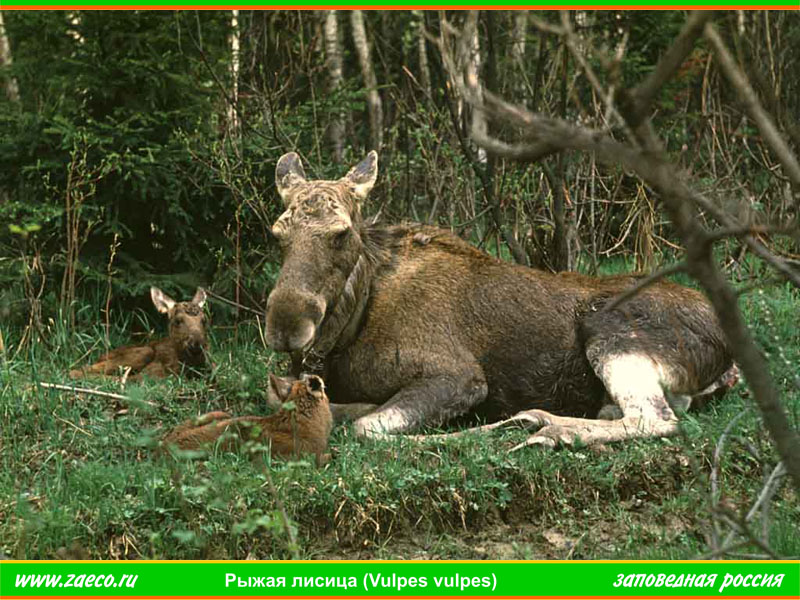 www.zaeco.ru
Рыжая лисица (Vulpes vulpes)
заповедная россия